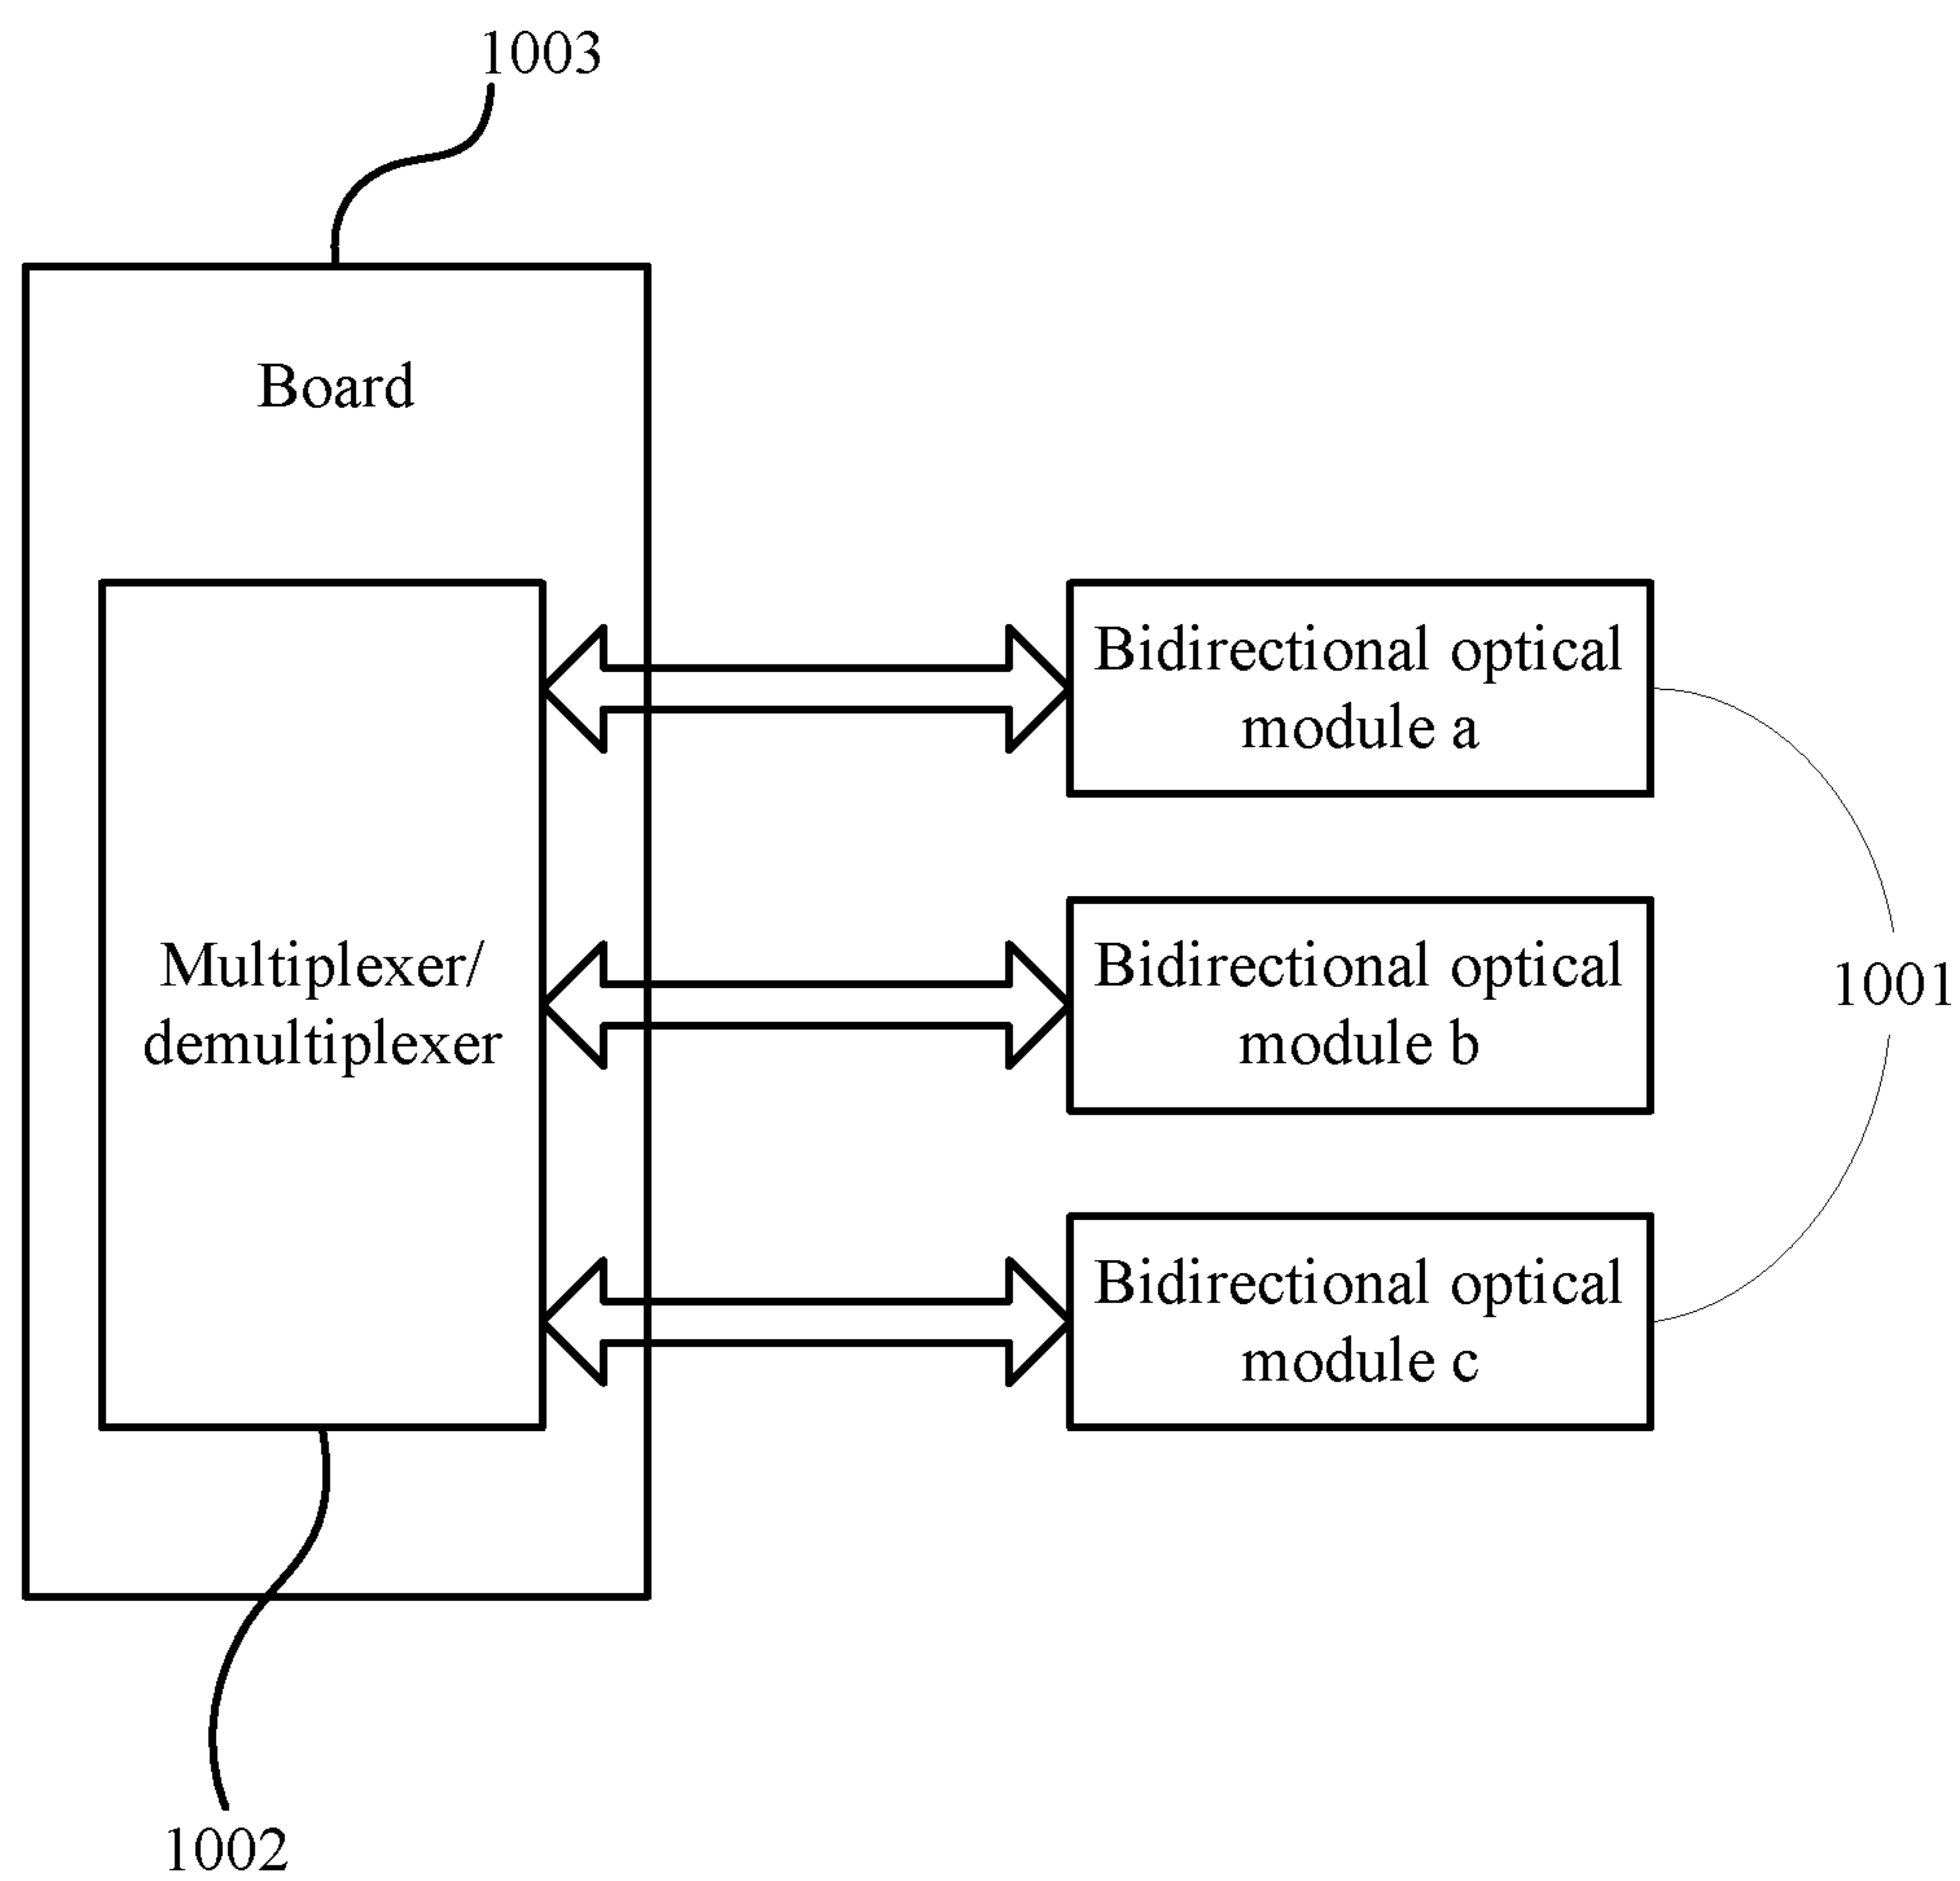 1003
Board
Bidirectional optical
module a
Multiplexer/
demultiplexer
Bidirectional optical
module b
1001
Bidirectional optical
module c
1002